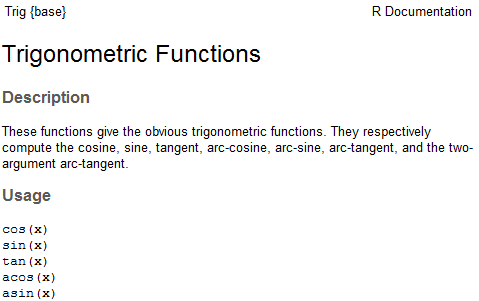 Trig {base} R Documentation
Trigonometric Functions
Description
These functions give the obvious trigonometric functions. They respectively
compute the cosine, sine, tangent, arc-cosine, arc-sine, arc-tangent, and the two-
argument arc-tangent.
Usage
cos(x)
sin(x)
tan(x)
acos(x)
asin(x)